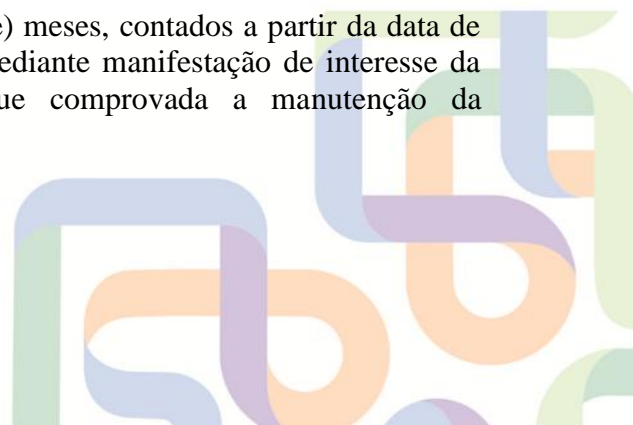 ) meses, contados a partir da data de
ediante manifestação de interesse da
ue comprovada a manutenção da